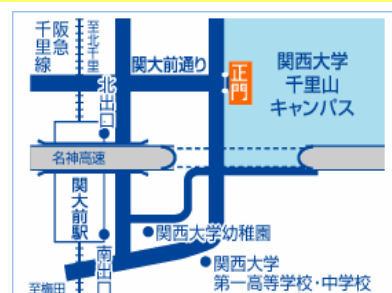 阪急
千里線
至北千里
関大前通り
北出口
正門
関西大学
千里山
キャンパス
名神高速
関大前駅
南出口
至梅田
関西大学幼稚園
関西大学
第一高等学校・中学校